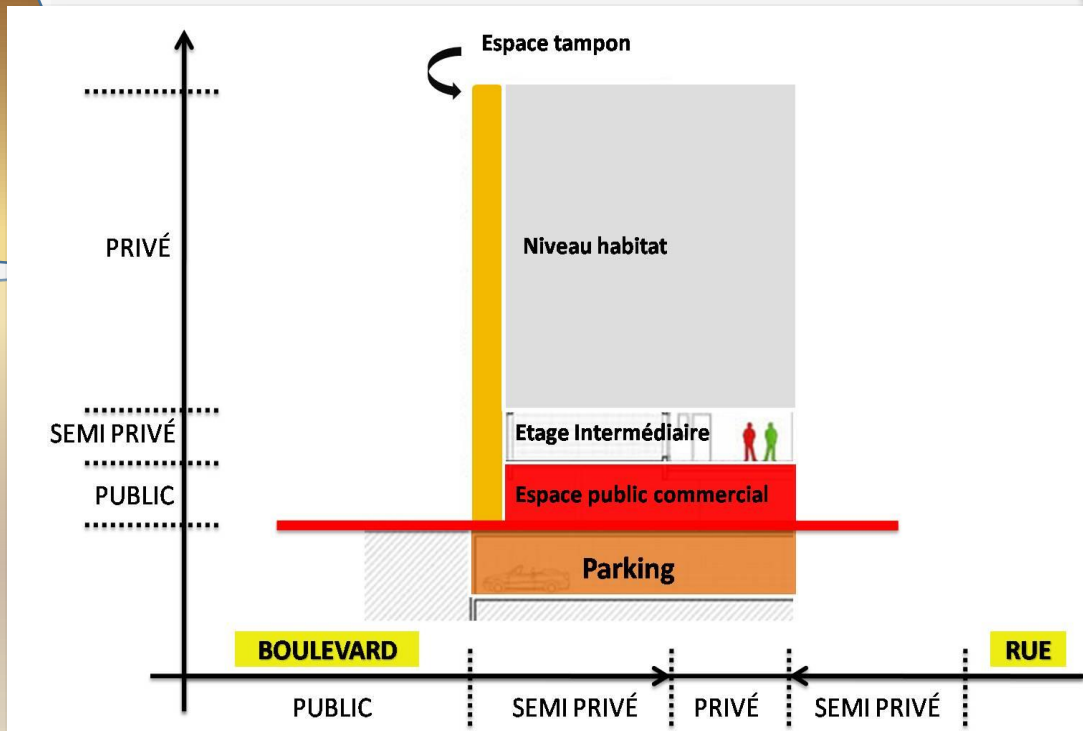 Espace tampon
PRIVÉ
Niveau habitat
SEMI PRIVÉ
Etage Intermédiaire
PUBLIC
Espace public commercial
Parking
BOULEVARD
RUE
PUBLIC
SEMI PRIVÉ
PRIVÉ
SEMI PRIVÉ